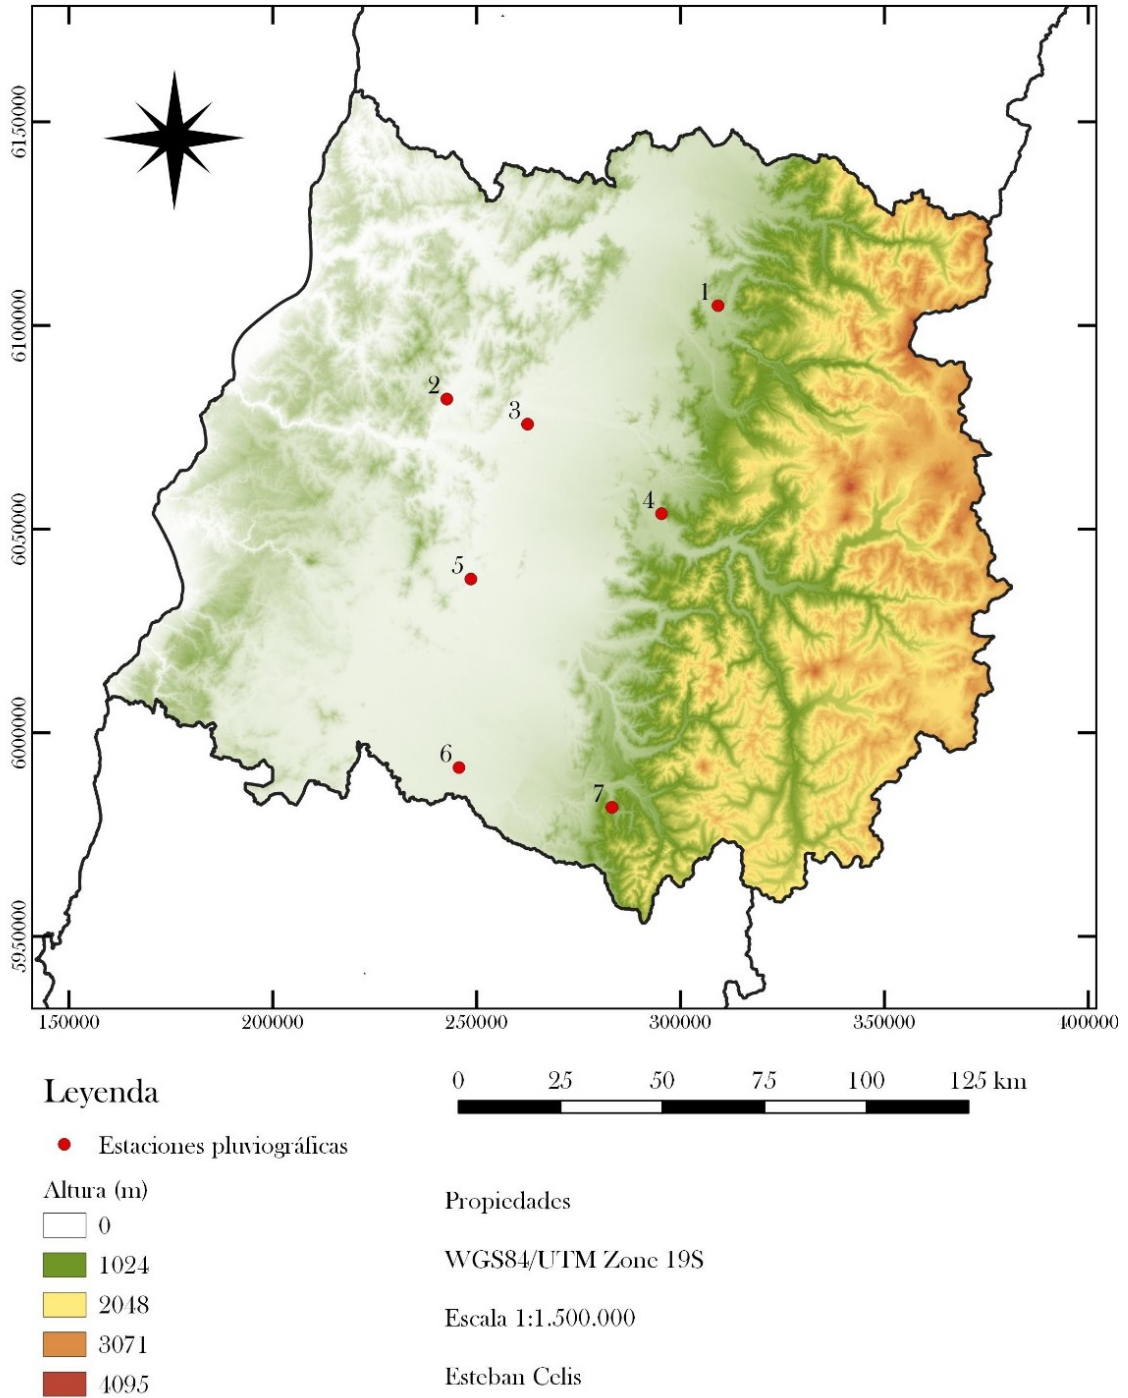 6150000
6100000
6050000
6000000
5950000
1
2
3
4
5
6
7
150000
200000
250000
300000
350000
400000
0 25 50 75 100 125 km
Leyenda
Estaciones pluviográficas
Altura (m)
0
1024
2048
3071
4095
Propiedades
WGS84/UTM Zone 19S
Escala 1:1.500.000
Esteban Celis